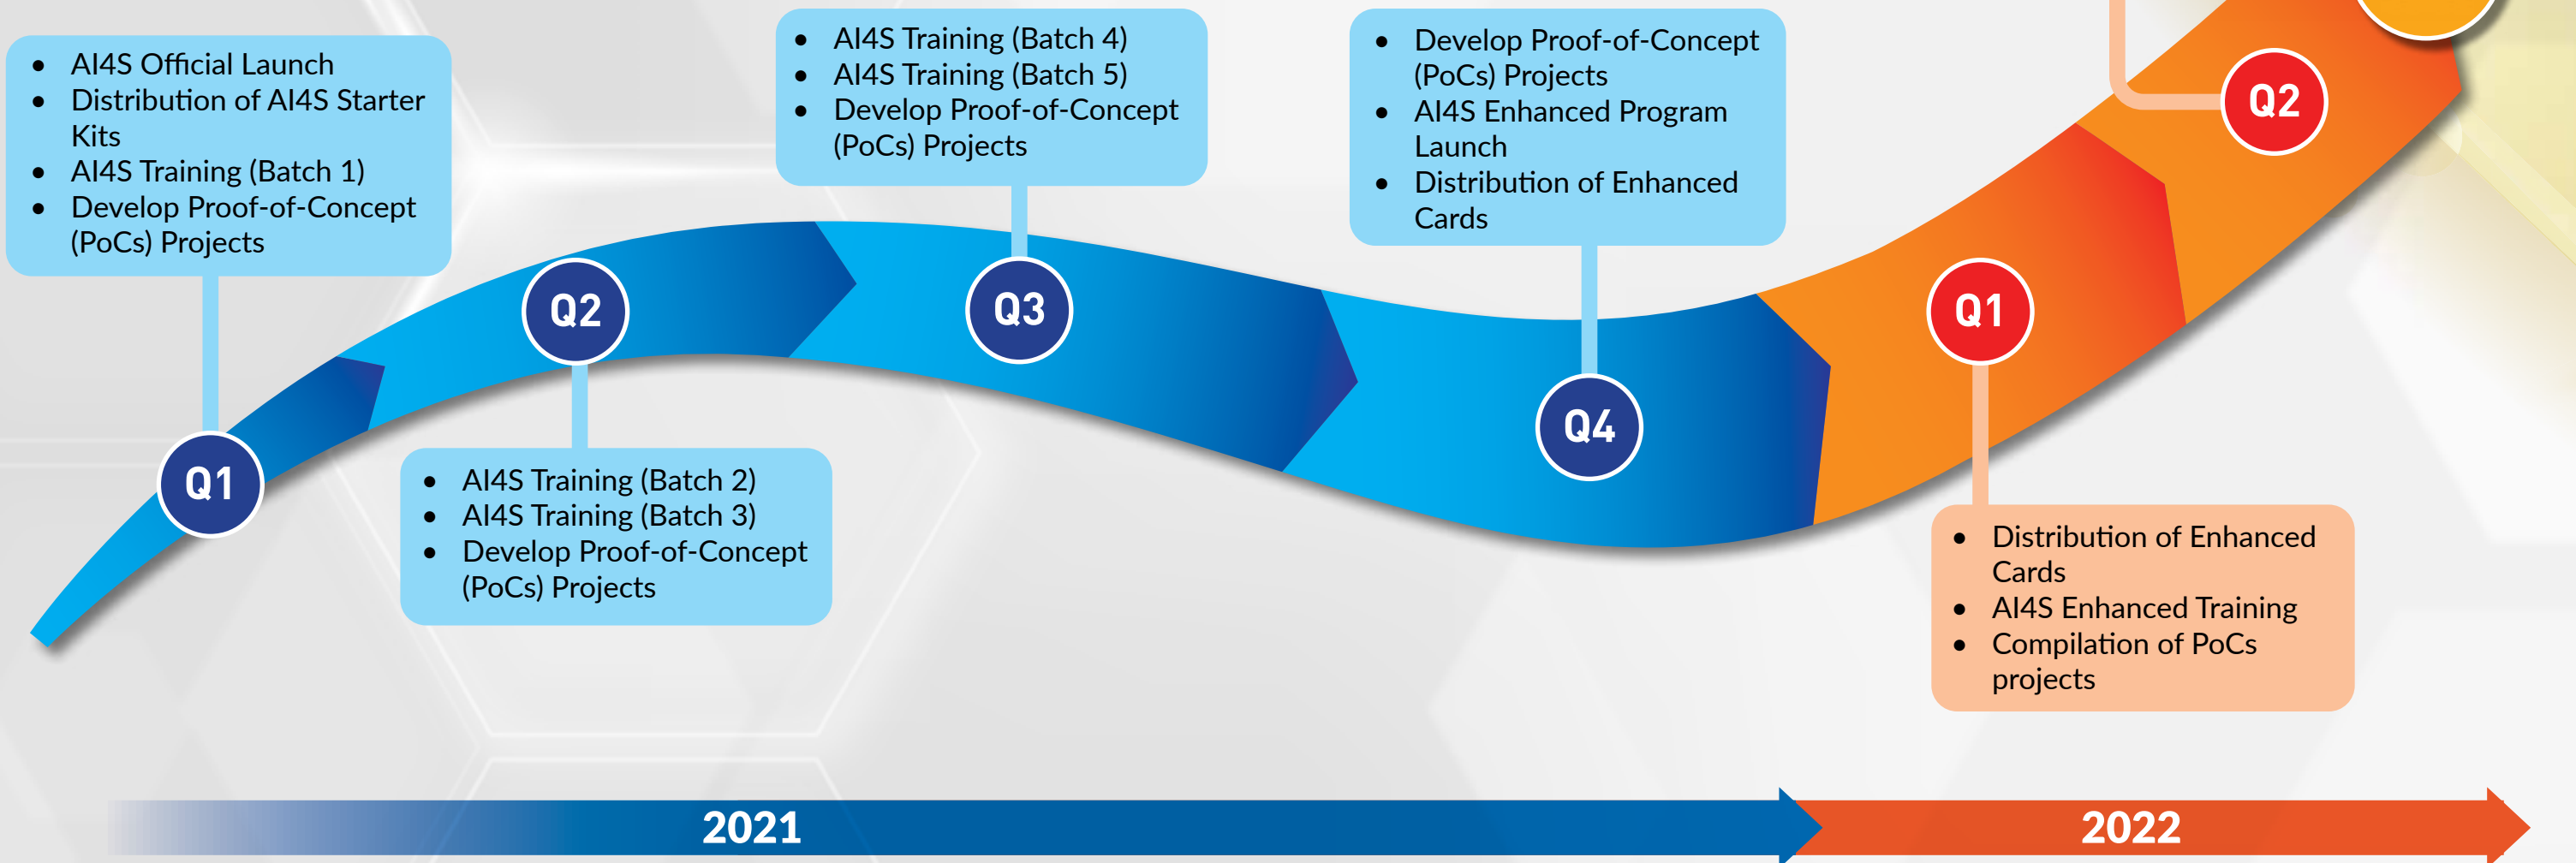 • AI4S Official Launch
• Distribution of AI4S Starter
Kits
• AI4S Training (Batch 1)
• Develop Proof-of-Concept
(PoCs) Projects
Q1
Q2
• AI4S Training (Batch 2)
• AI4S Training (Batch 3)
• Develop Proof-of-Concept
(PoCs) Projects
• AI4S Training (Batch 4)
• AI4S Training (Batch 5)
• Develop Proof-of-Concept
(PoCs) Projects
Q3
• Develop Proof-of-Concept
(PoCs) Projects
• AI4S Enhanced Program
Launch
• Distribution of Enhanced
Cards
Q4
Q1
• Distribution of Enhanced
Cards
• AI4S Enhanced Training
• Compilation of PoCs
projects
Q2
2021
2022